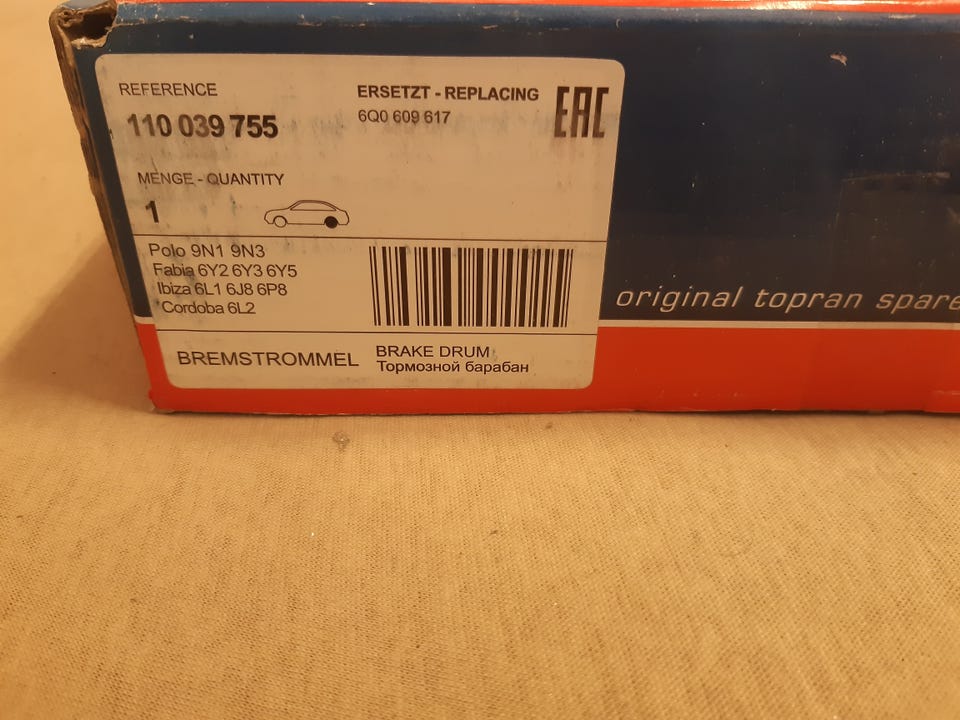 REFERENCE
110 039 755
ERSETZT - REPLACING
6Q0 609 617
EAC
MENGE - QUANTITY
1
Polo 9N1 9N3
Fabia 6Y2 6Y3 6Y5
Ibiza 6L1 6J8 6P8
Cordoba 6L2
BREMSTROMMEL
BRAKE DRUM
Тормозной барабан
original topran spare